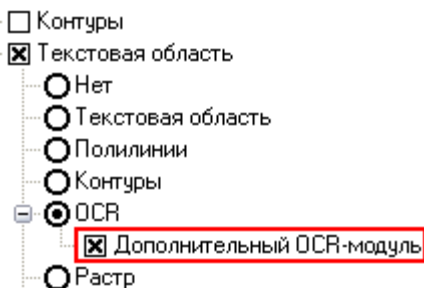 Контуры
Текстовая область
Нет
Текстовая область
Полилинии
Контуры
OCR
Дополнительный OCR-модуль
Растр